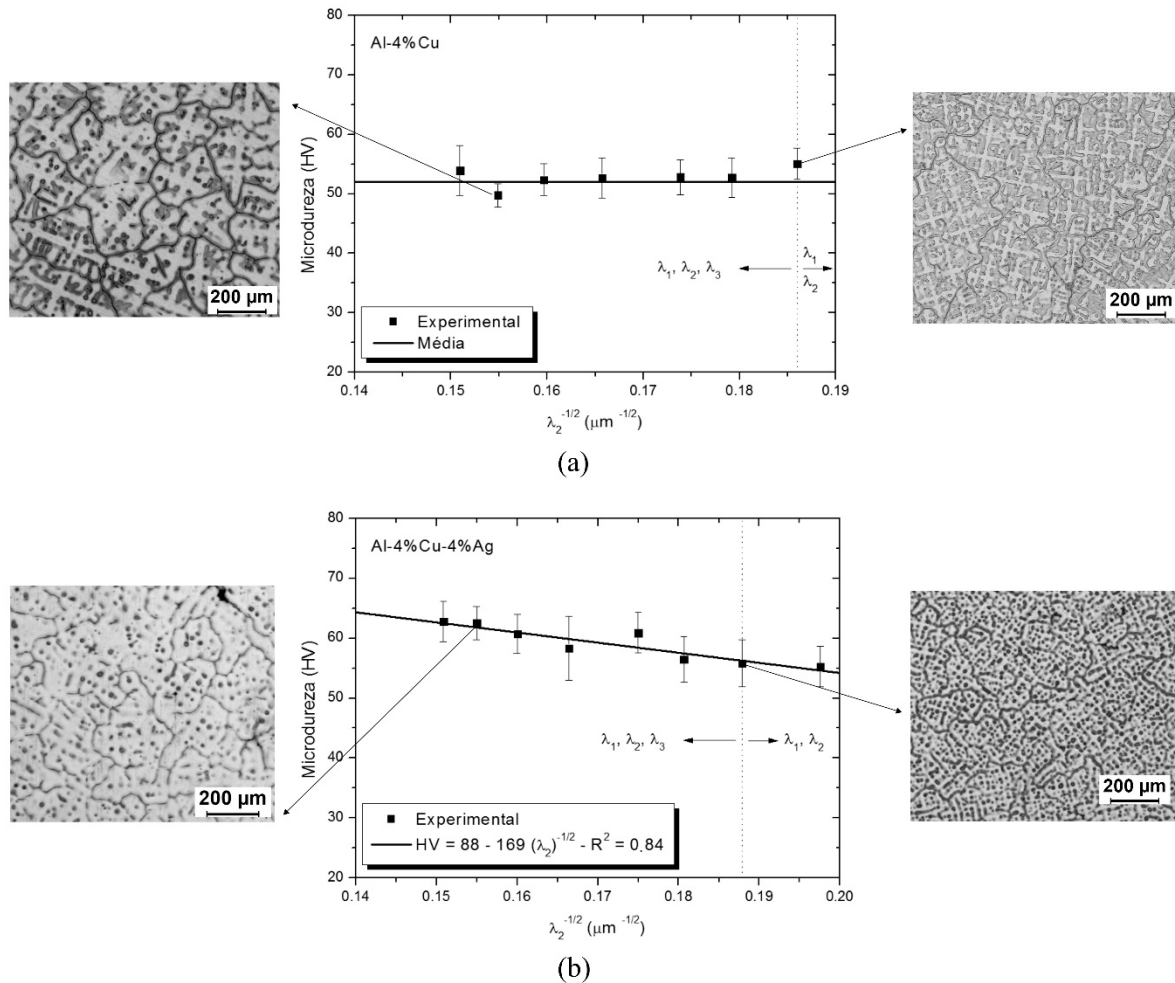 Al-4%Cu
Microdureza (HV)
80
70
60
50
40
30
20
λ₁, λ₂, λ₃
λ₁
λ₂
Experimental
Média
0.14 0.15 0.16 0.17 0.18 0.19
λ₂⁻¹/² (μm ⁻¹/²)
200 µm
200 µm
(a)
Al-4%Cu-4%Ag
Microdureza (HV)
80
70
60
50
40
30
20
λ₁, λ₂, λ₃
λ₁, λ₂
Experimental
HV = 88 - 169 (λ₂)⁻¹/² - R² = 0.84
0.14 0.15 0.16 0.17 0.18 0.19 0.20
λ₂⁻¹/² (μm ⁻¹/²)
200 µm
200 µm
(b)